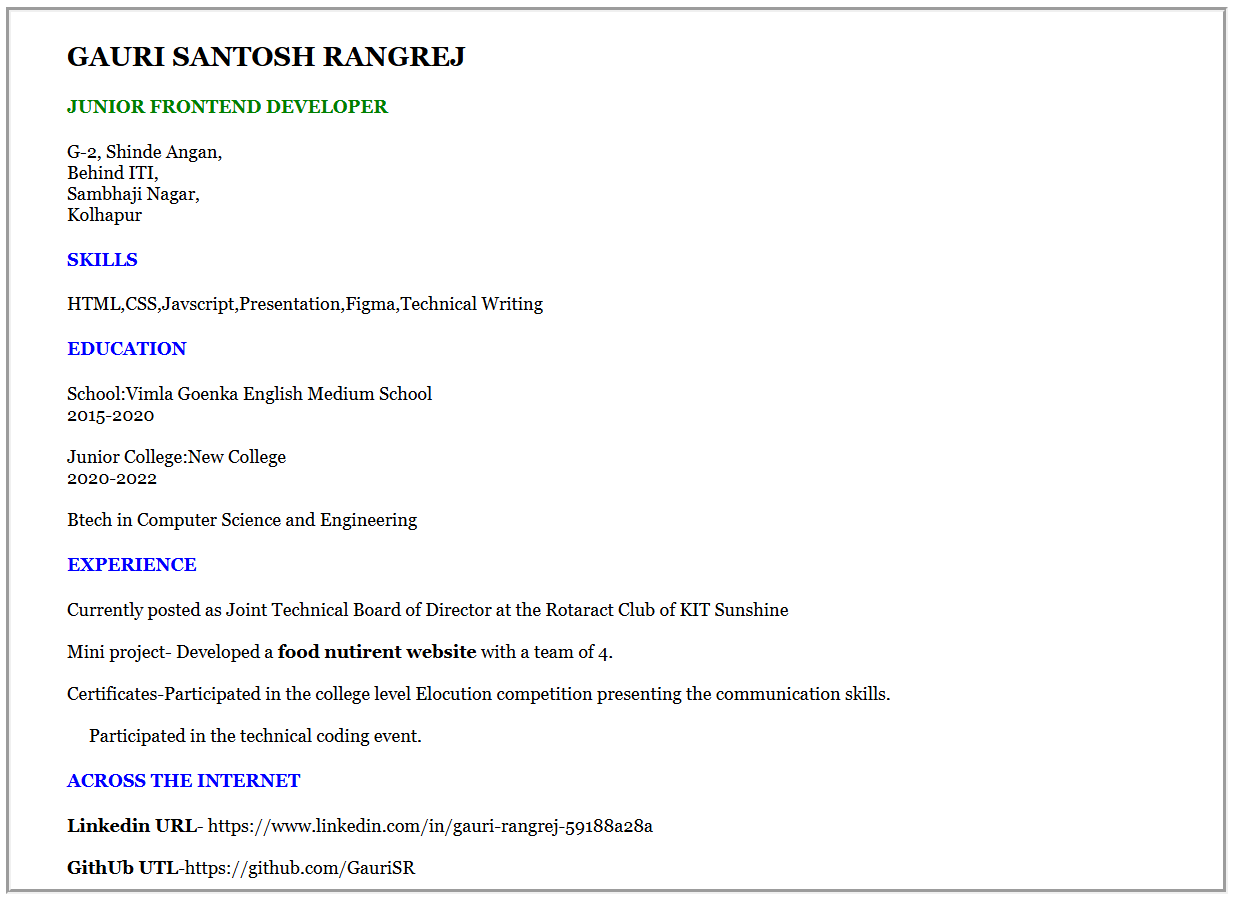 GAURI SANTOSH RANGREJ
JUNIOR FRONTEND DEVELOPER
G-2, Shinde Angan,
Behind ITI,
Sambhaji Nagar,
Kolhapur
SKILLS
HTML,CSS,Javscript,Presentation,Figma,Technical Writing
EDUCATION
School:Vimla Goenka English Medium School
2015-2020
Junior College:New College
2020-2022
Btech in Computer Science and Engineering
EXPERIENCE
Currently posted as Joint Technical Board of Director at the Rotaract Club of KIT Sunshine
Mini project- Developed a food nutirent website with a team of 4.
Certificates-Participated in the college level Elocution competition presenting the communication skills.
Participated in the technical coding event.
ACROSS THE INTERNET
Linkedin URL- https://www.linkedin.com/in/gauri-rangrej-59188a28a
GithUb UTL-https://github.com/GauriSR